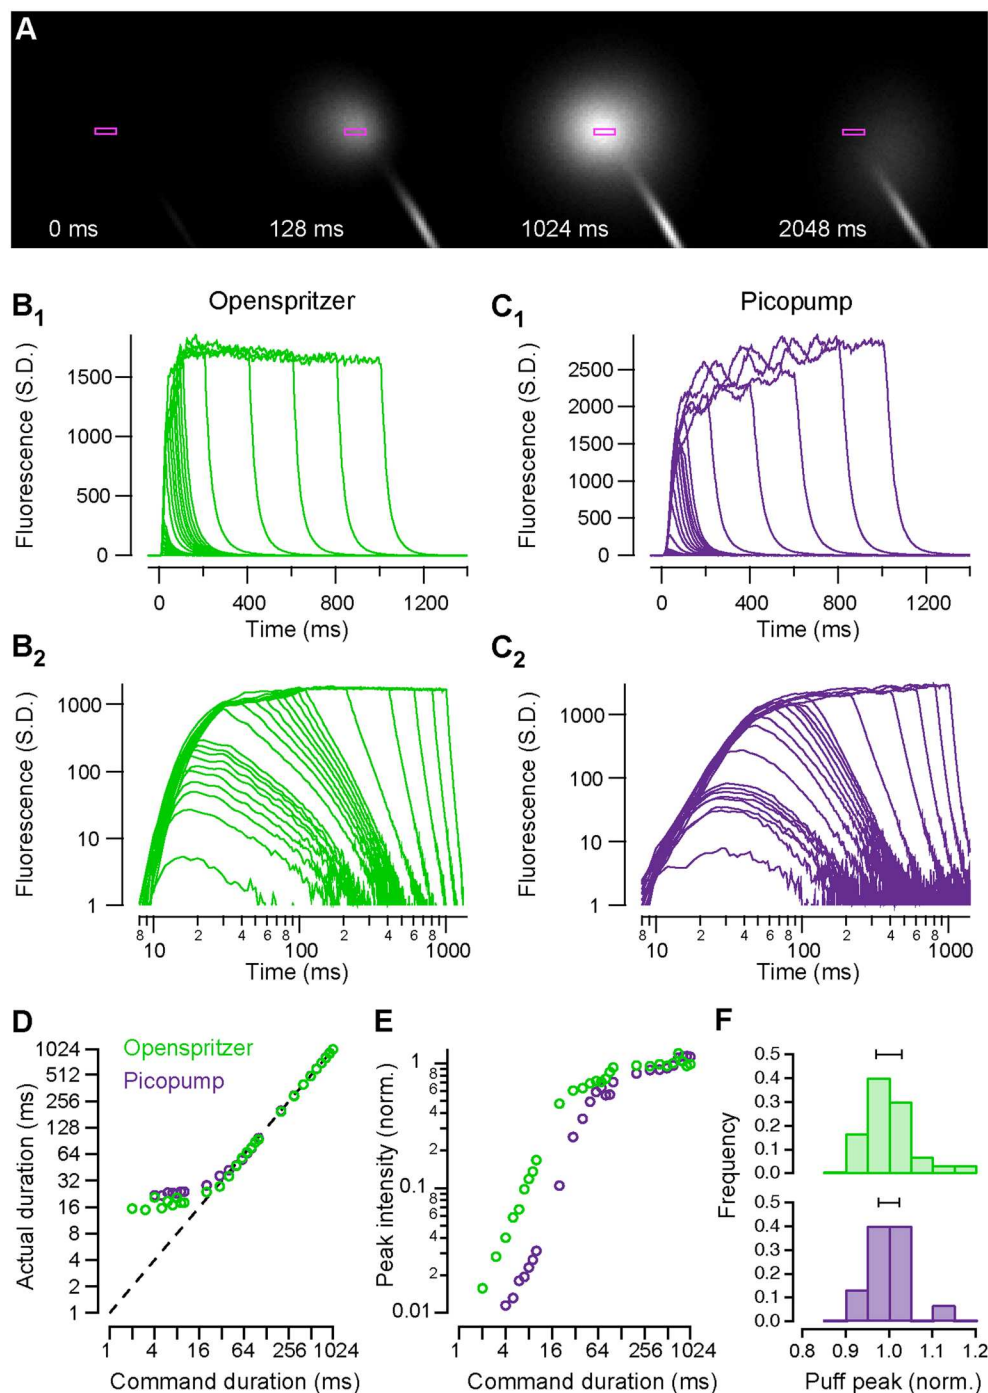 A
0 ms 128 ms 1024 ms 2048 ms
B1 Openspritzer
Fluorescence (S.D.)
1500
1000
500
0
0 400 800 1200
Time (ms)
C1 Picopump
Fluorescence (S.D.)
2500
2000
1500
1000
500
0
0 400 800 1200
Time (ms)
B2
Fluorescence (S.D.)
1000
100
10
1
8 2 4 6 8 2 4 6 8
10 100 1000
Time (ms)
C2
Fluorescence (S.D.)
1000
100
10
1
8 2 4 6 8 2 4 6 8
10 100 1000
Time (ms)
D
Openspritzer
Picopump
Actual duration (ms)
1024
512
256
128
64
32
16
8
4
2
1
1 4 16 64 256 1024
Command duration (ms)
E
Peak intensity (norm.)
1
8
6
4
2
0.1
8
6
4
2
0.01
1 4 16 64 256 1024
Command duration (ms)
F
Frequency
0.5
0.4
0.3
0.2
0.1
0.0
0.5
0.4
0.3
0.2
0.1
0.0
0.8 0.9 1.0 1.1 1.2
Puff peak (norm.)